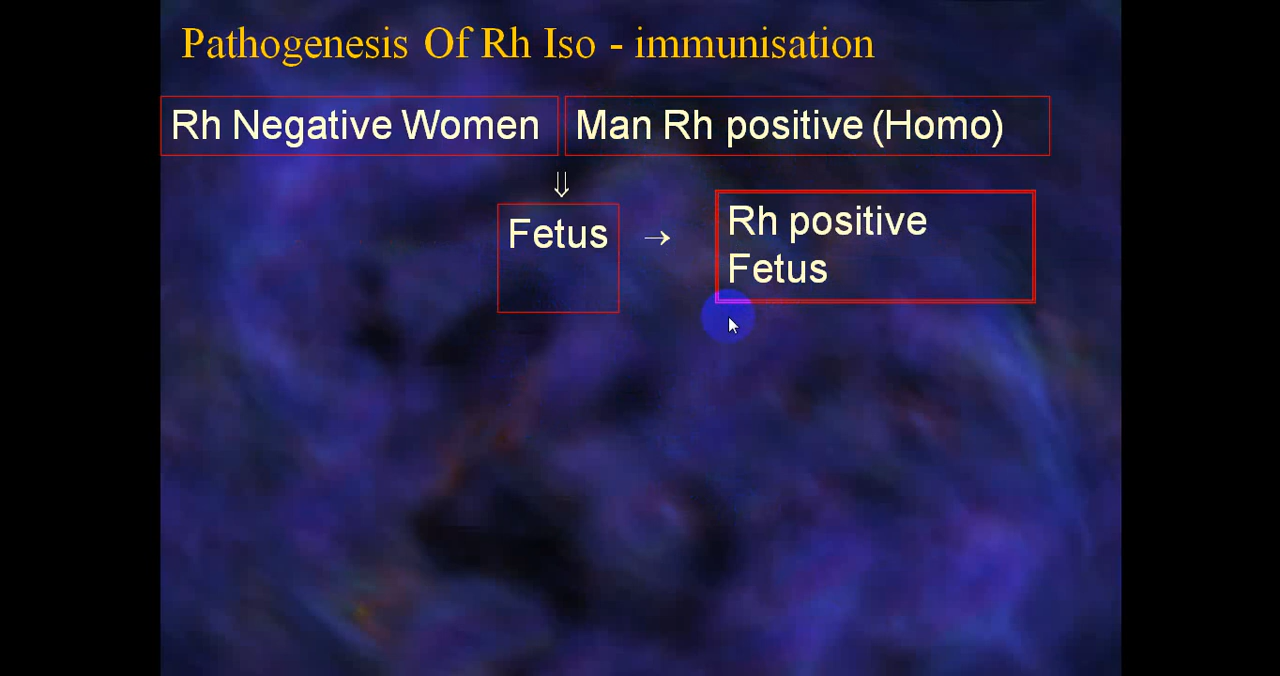 Pathogenesis Of Rh Iso - immunisation
Rh Negative Women
Man Rh positive (Homo)
⇓
Fetus
→
Rh positive
Fetus